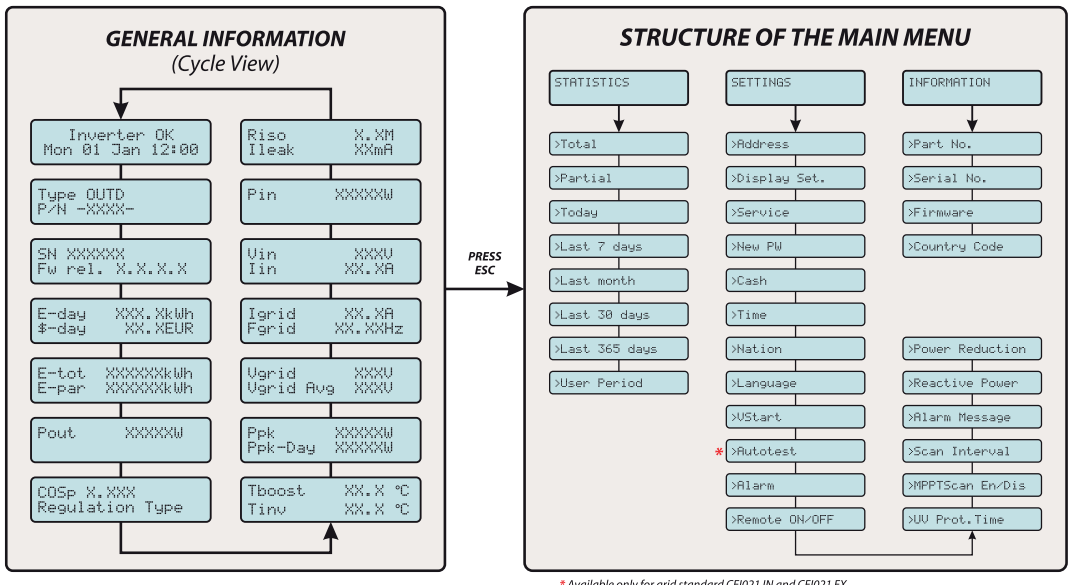 GENERAL INFORMATION
(Cycle View)
Inverter OK
Mon 01 Jan 12:00
Type OUTD
P/N -XXXX-
SN XXXXXX
Fw rel. X.X.X.X
E-day XXX.XkWh
$-day XX.XEUR
E-tot XXXXXXkWh
E-par XXXXXXkWh
Pout XXXXXW
COSp X.XXX
Regulation Type
Riso X.XM
Ileak XXmA
Pin XXXXXW
Vin XXXV
Iin XX.XA
Igrid XX.XA
Fgrid XX.XXHz
Vgrid XXXV
Vgrid Avg XXXV
Ppk XXXXXW
Ppk-Day XXXXXW
Tboost XX.X °C
Tinv XX.X °C
PRESS
ESC
STRUCTURE OF THE MAIN MENU
STATISTICS
>Total
>Partial
>Today
>Last 7 days
>Last month
>Last 30 days
>Last 365 days
>User Period
SETTINGS
>Address
>Display Set.
>Service
>New PW
>Cash
>Time
>Nation
>Language
>VStart
* >Autotest
>Alarm
>Remote ON/OFF
INFORMATION
>Part No.
>Serial No.
>Firmware
>Country Code
>Power Reduction
>Reactive Power
>Alarm Message
>Scan Interval
>MPPTScan En/Dis
>UV Prot.Time
* Available only for grid standard CEI021 IN and CEI021 EX